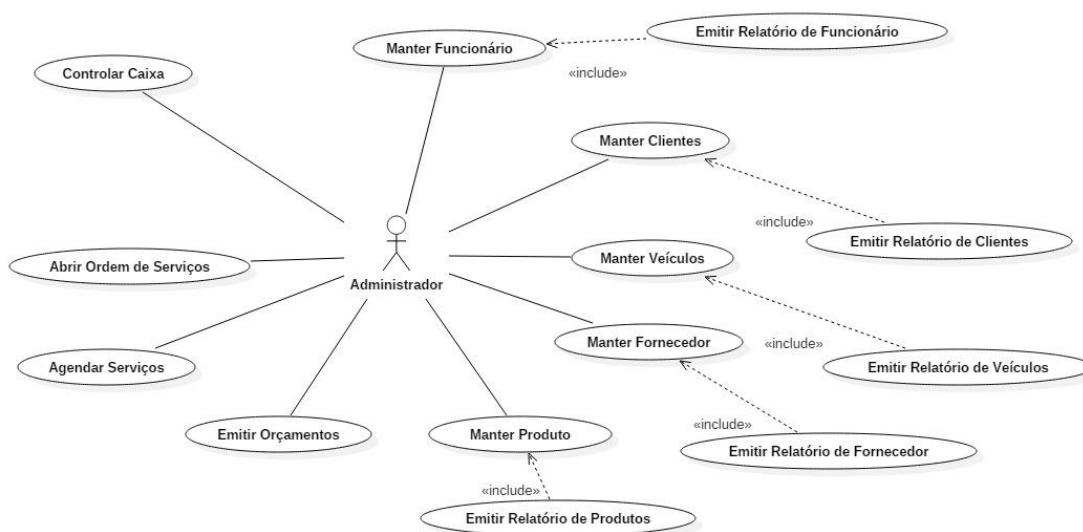 Emitir Relatório de Funcionário
Manter Funcionário
«include»
Controlar Caixa
Manter Clientes
«include»
Emitir Relatório de Clientes
Manter Veículos
Abrir Ordem de Serviços
Administrador
Manter Fornecedor
«include»
Emitir Relatório de Veículos
Agendar Serviços
«include»
Emitir Orçamentos
Manter Produto
Emitir Relatório de Fornecedor
«include»
Emitir Relatório de Produtos